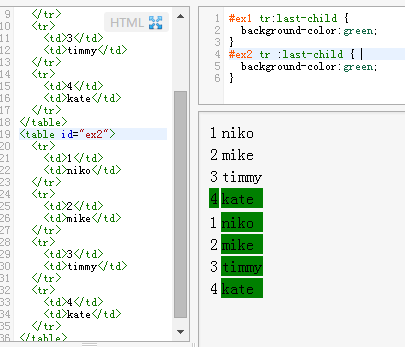 HTML
9 </tr>
10 <tr>
11 <td>3</td>
12 <td>timmy</td>
13 </tr>
14 <tr>
15 <td>4</td>
16 <td>kate</td>
17 </tr>
18 </table>
19 <table id="ex2">
20 <tr>
21 <td>1</td>
22 <td>niko</td>
23 </tr>
24 <tr>
25 <td>2</td>
26 <td>mike</td>
27 </tr>
28 <tr>
29 <td>3</td>
30 <td>timmy</td>
31 </tr>
32 <tr>
33 <td>4</td>
34 <td>kate</td>
35 </tr>
36 </table>
1 #ex1 tr:last-child {
2 background-color:green;
3 }
4 #ex2 tr :last-child {
5 background-color:green;
6 }
1 niko
2 mike
3 timmy
4 kate
1 niko
2 mike
3 timmy
4 kate